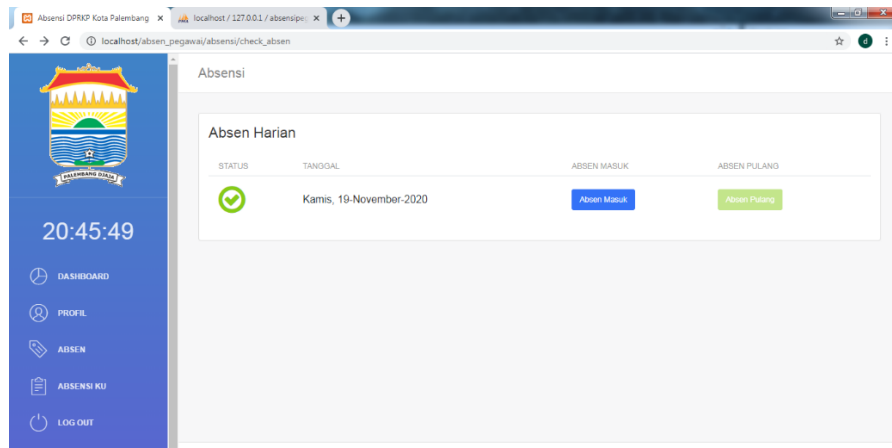 Absensi DPRKP Kota Palembang
localhost / 127.0.0.1 / absensipe
localhost/absen_pegawai/absensi/check_absen
d
PALEMBANG DJAJA
20:45:49
DASHBOARD
PROFIL
ABSEN
ABSENSI KU
LOG OUT
Absensi
Absen Harian
STATUS TANGGAL ABSEN MASUK ABSEN PULANG
Kamis, 19-November-2020 Absen Masuk Absen Pulang